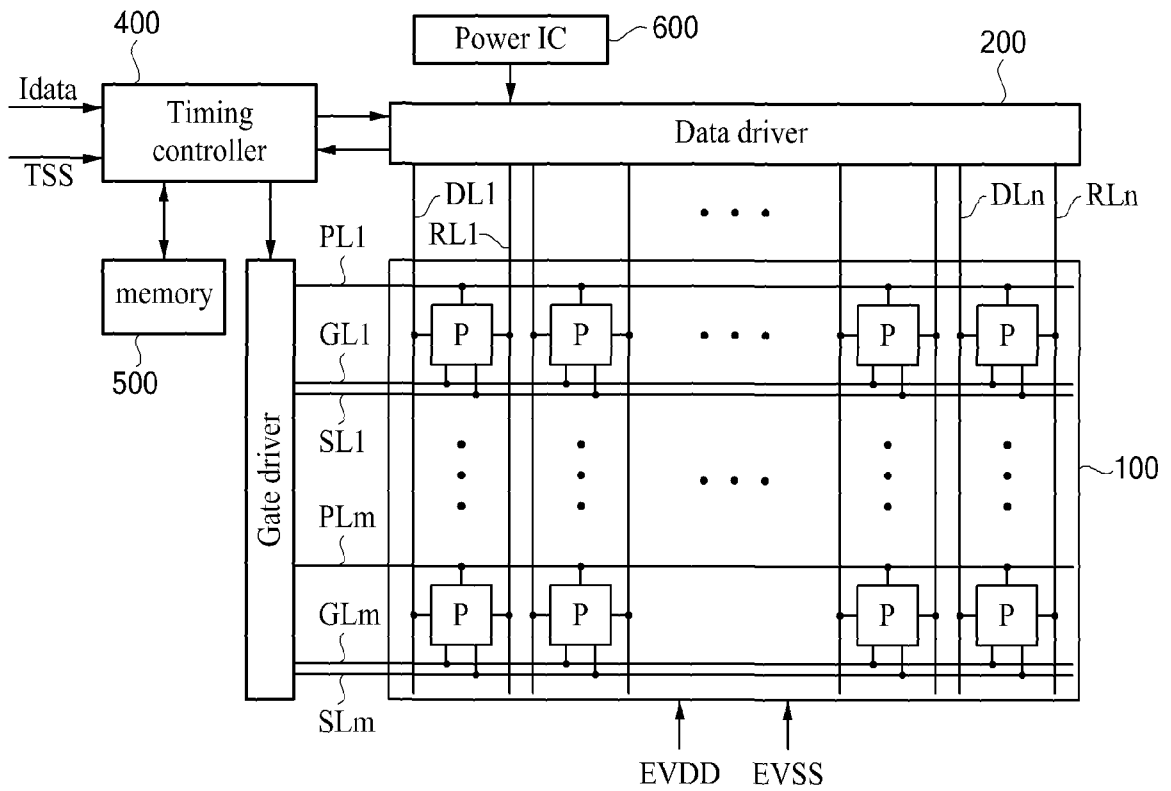 400
Power IC
600
200
Idata
Timing
controller
Data driver
TSS
DL1
DLn
RLn
RL1
PL1
memory
P
P
P
P
GL1
500
SL1
100
Gate driver
PLm
P
P
P
P
GLm
SLm
EVDD
EVSS